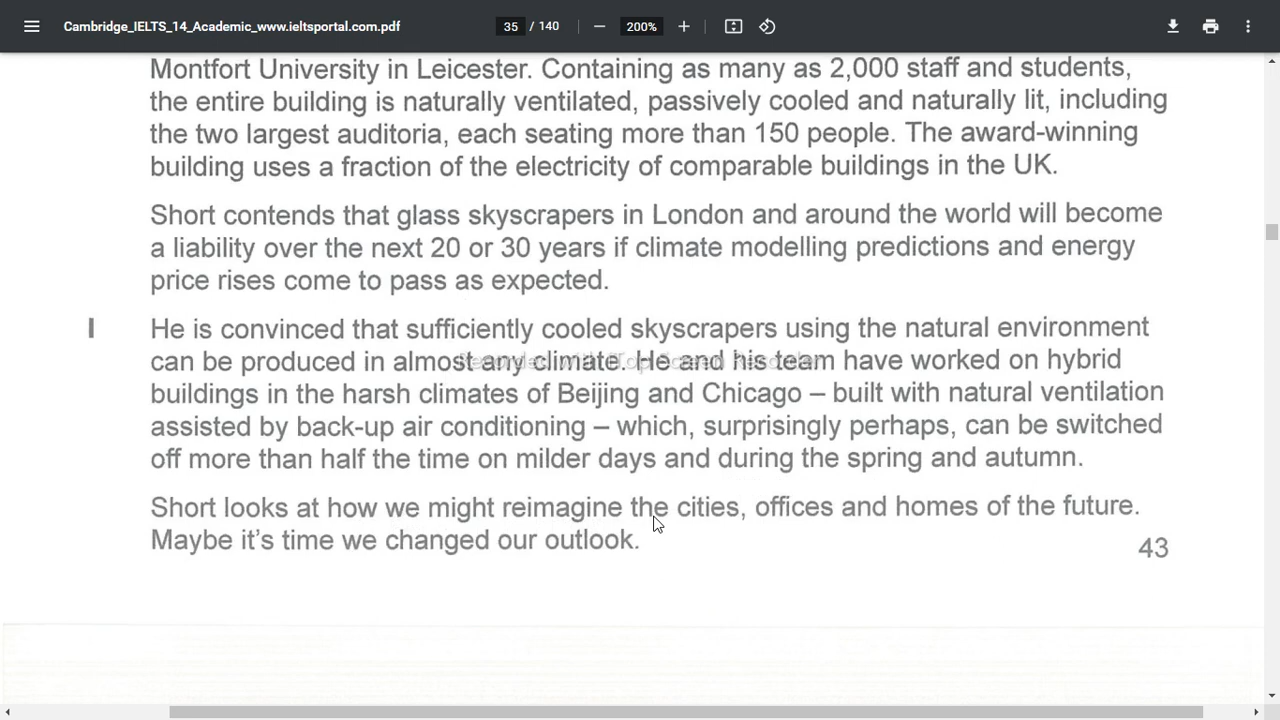 Cambridge_IELTS_14_Academic_www.ieltsportal.com.pdf
35 / 140
200%
Montfort University in Leicester. Containing as many as 2,000 staff and students,
the entire building is naturally ventilated, passively cooled and naturally lit, including
the two largest auditoria, each seating more than 150 people. The award-winning
building uses a fraction of the electricity of comparable buildings in the UK.
Short contends that glass skyscrapers in London and around the world will become
a liability over the next 20 or 30 years if climate modelling predictions and energy
price rises come to pass as expected.
I He is convinced that sufficiently cooled skyscrapers using the natural environment
can be produced in almost any climate. He and his team have worked on hybrid
Recorded with iTop Screen Recorder
buildings in the harsh climates of Beijing and Chicago – built with natural ventilation
assisted by back-up air conditioning – which, surprisingly perhaps, can be switched
off more than half the time on milder days and during the spring and autumn.
Short looks at how we might reimagine the cities, offices and homes of the future.
Maybe it's time we changed our outlook.
43